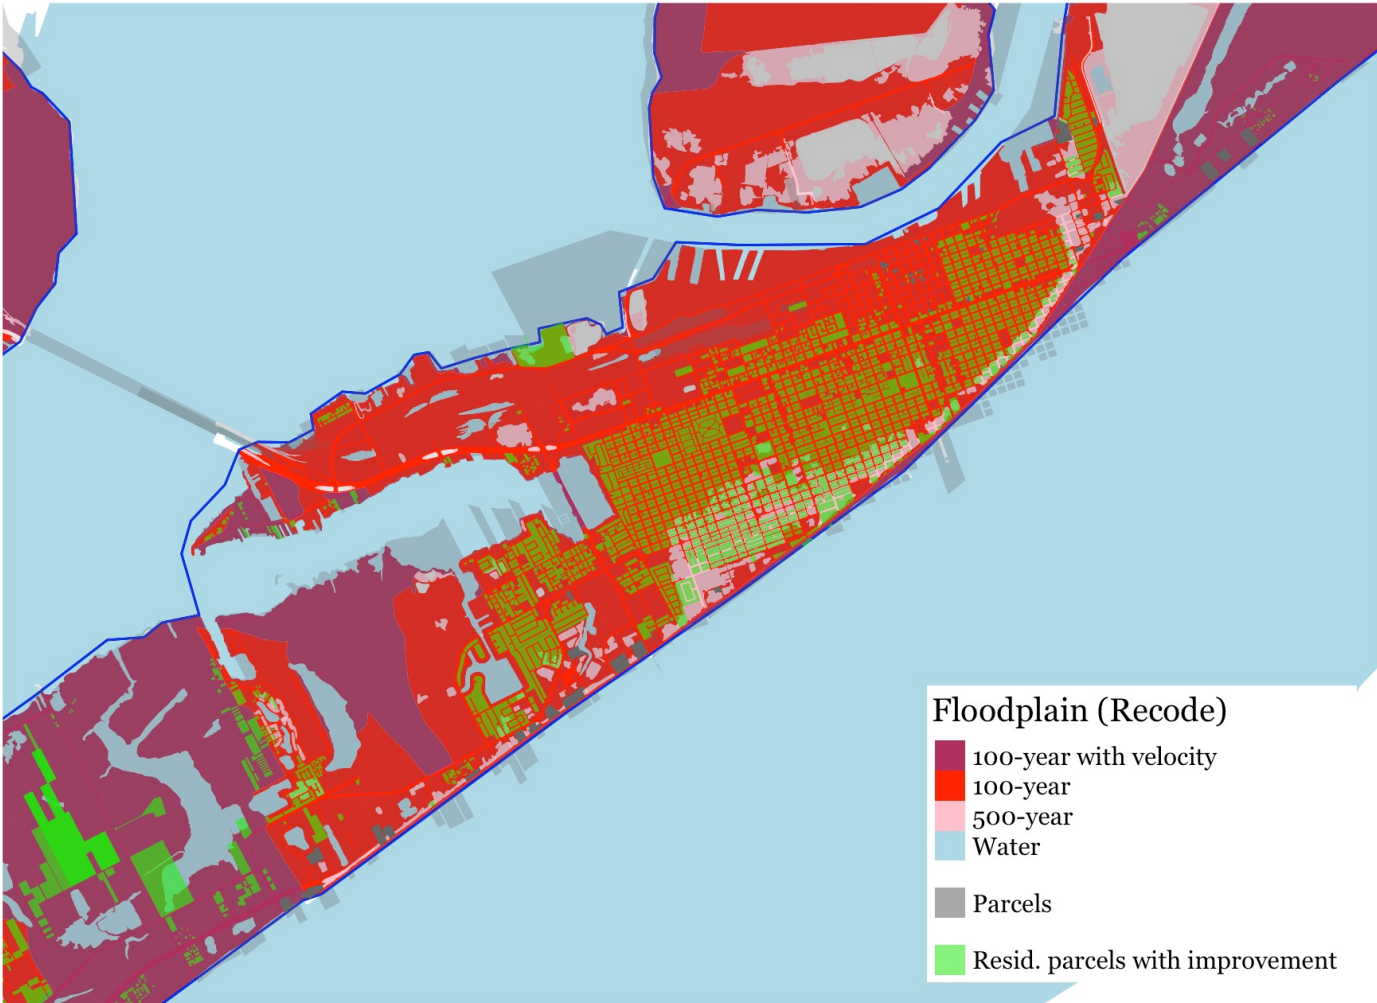 Floodplain (Recode)
100-year with velocity
100-year
500-year
Water
Parcels
Resid. parcels with improvement